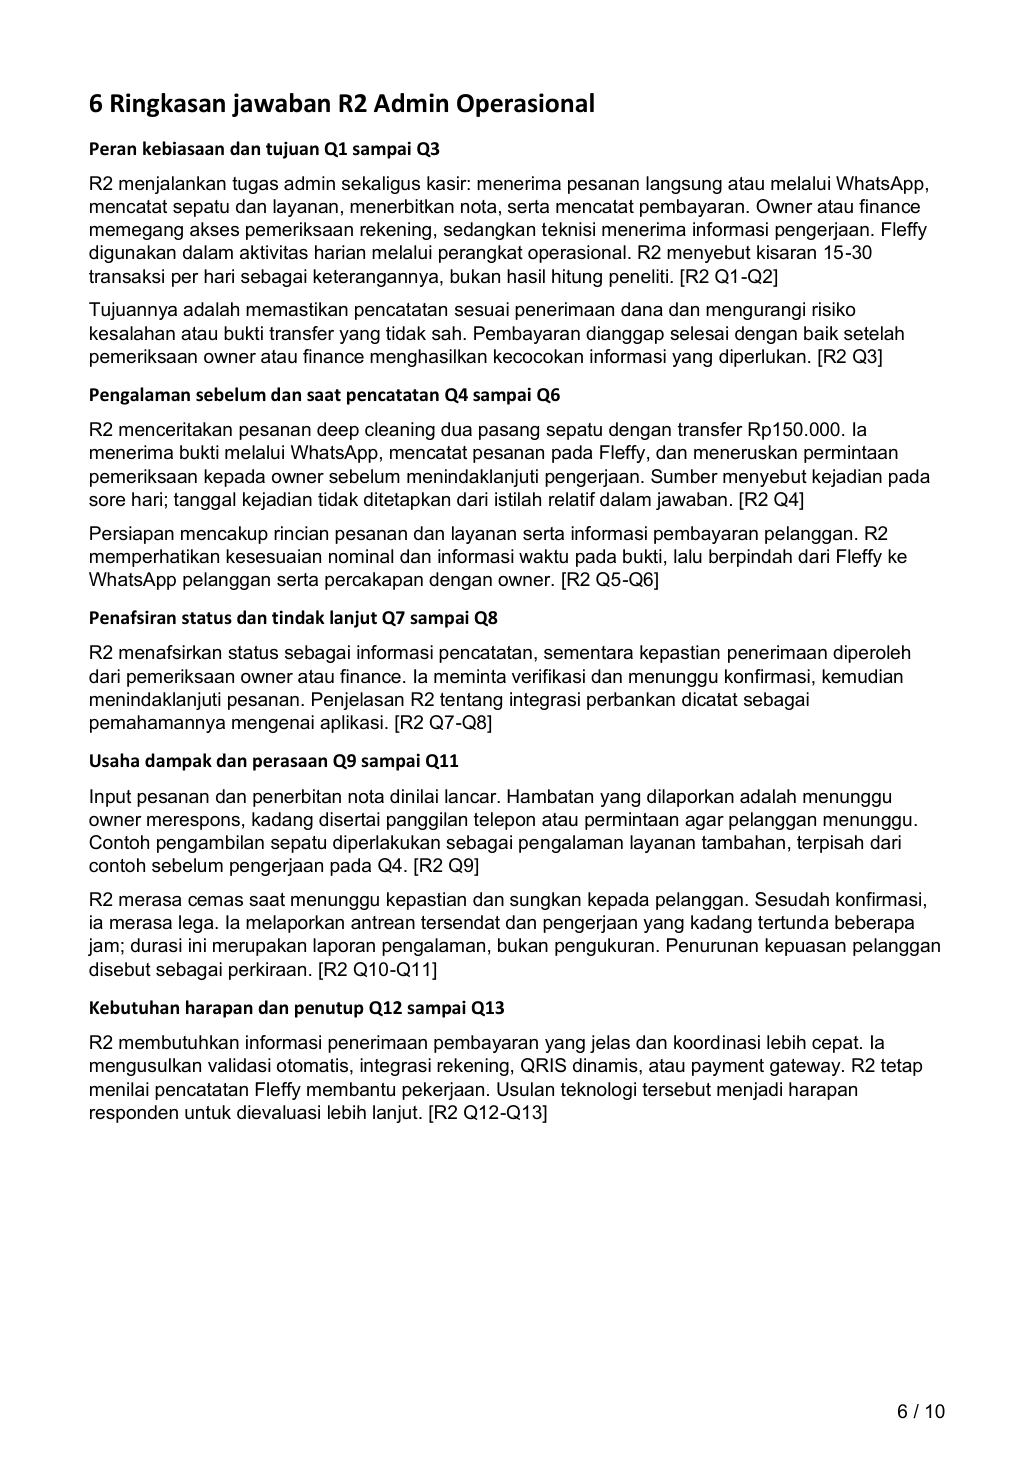 6 Ringkasan jawaban R2 Admin Operasional
Peran kebiasaan dan tujuan Q1 sampai Q3
R2 menjalankan tugas admin sekaligus kasir: menerima pesanan langsung atau melalui WhatsApp,
mencatat sepatu dan layanan, menerbitkan nota, serta mencatat pembayaran. Owner atau finance
memegang akses pemeriksaan rekening, sedangkan teknisi menerima informasi pengerjaan. Fleffy
digunakan dalam aktivitas harian melalui perangkat operasional. R2 menyebut kisaran 15-30
transaksi per hari sebagai keterangannya, bukan hasil hitung peneliti. [R2 Q1-Q2]
Tujuannya adalah memastikan pencatatan sesuai penerimaan dana dan mengurangi risiko
kesalahan atau bukti transfer yang tidak sah. Pembayaran dianggap selesai dengan baik setelah
pemeriksaan owner atau finance menghasilkan kecocokan informasi yang diperlukan. [R2 Q3]
Pengalaman sebelum dan saat pencatatan Q4 sampai Q6
R2 menceritakan pesanan deep cleaning dua pasang sepatu dengan transfer Rp150.000. Ia
menerima bukti melalui WhatsApp, mencatat pesanan pada Fleffy, dan meneruskan permintaan
pemeriksaan kepada owner sebelum menindaklanjuti pengerjaan. Sumber menyebut kejadian pada
sore hari; tanggal kejadian tidak ditetapkan dari istilah relatif dalam jawaban. [R2 Q4]
Persiapan mencakup rincian pesanan dan layanan serta informasi pembayaran pelanggan. R2
memperhatikan kesesuaian nominal dan informasi waktu pada bukti, lalu berpindah dari Fleffy ke
WhatsApp pelanggan serta percakapan dengan owner. [R2 Q5-Q6]
Penafsiran status dan tindak lanjut Q7 sampai Q8
R2 menafsirkan status sebagai informasi pencatatan, sementara kepastian penerimaan diperoleh
dari pemeriksaan owner atau finance. Ia meminta verifikasi dan menunggu konfirmasi, kemudian
menindaklanjuti pesanan. Penjelasan R2 tentang integrasi perbankan dicatat sebagai
pemahamannya mengenai aplikasi. [R2 Q7-Q8]
Usaha dampak dan perasaan Q9 sampai Q11
Input pesanan dan penerbitan nota dinilai lancar. Hambatan yang dilaporkan adalah menunggu
owner merespons, kadang disertai panggilan telepon atau permintaan agar pelanggan menunggu.
Contoh pengambilan sepatu diperlakukan sebagai pengalaman layanan tambahan, terpisah dari
contoh sebelum pengerjaan pada Q4. [R2 Q9]
R2 merasa cemas saat menunggu kepastian dan sungkan kepada pelanggan. Sesudah konfirmasi,
ia merasa lega. Ia melaporkan antrean tersendat dan pengerjaan yang kadang tertunda beberapa
jam; durasi ini merupakan laporan pengalaman, bukan pengukuran. Penurunan kepuasan pelanggan
disebut sebagai perkiraan. [R2 Q10-Q11]
Kebutuhan harapan dan penutup Q12 sampai Q13
R2 membutuhkan informasi penerimaan pembayaran yang jelas dan koordinasi lebih cepat. Ia
mengusulkan validasi otomatis, integrasi rekening, QRIS dinamis, atau payment gateway. R2 tetap
menilai pencatatan Fleffy membantu pekerjaan. Usulan teknologi tersebut menjadi harapan
responden untuk dievaluasi lebih lanjut. [R2 Q12-Q13]
6 / 10